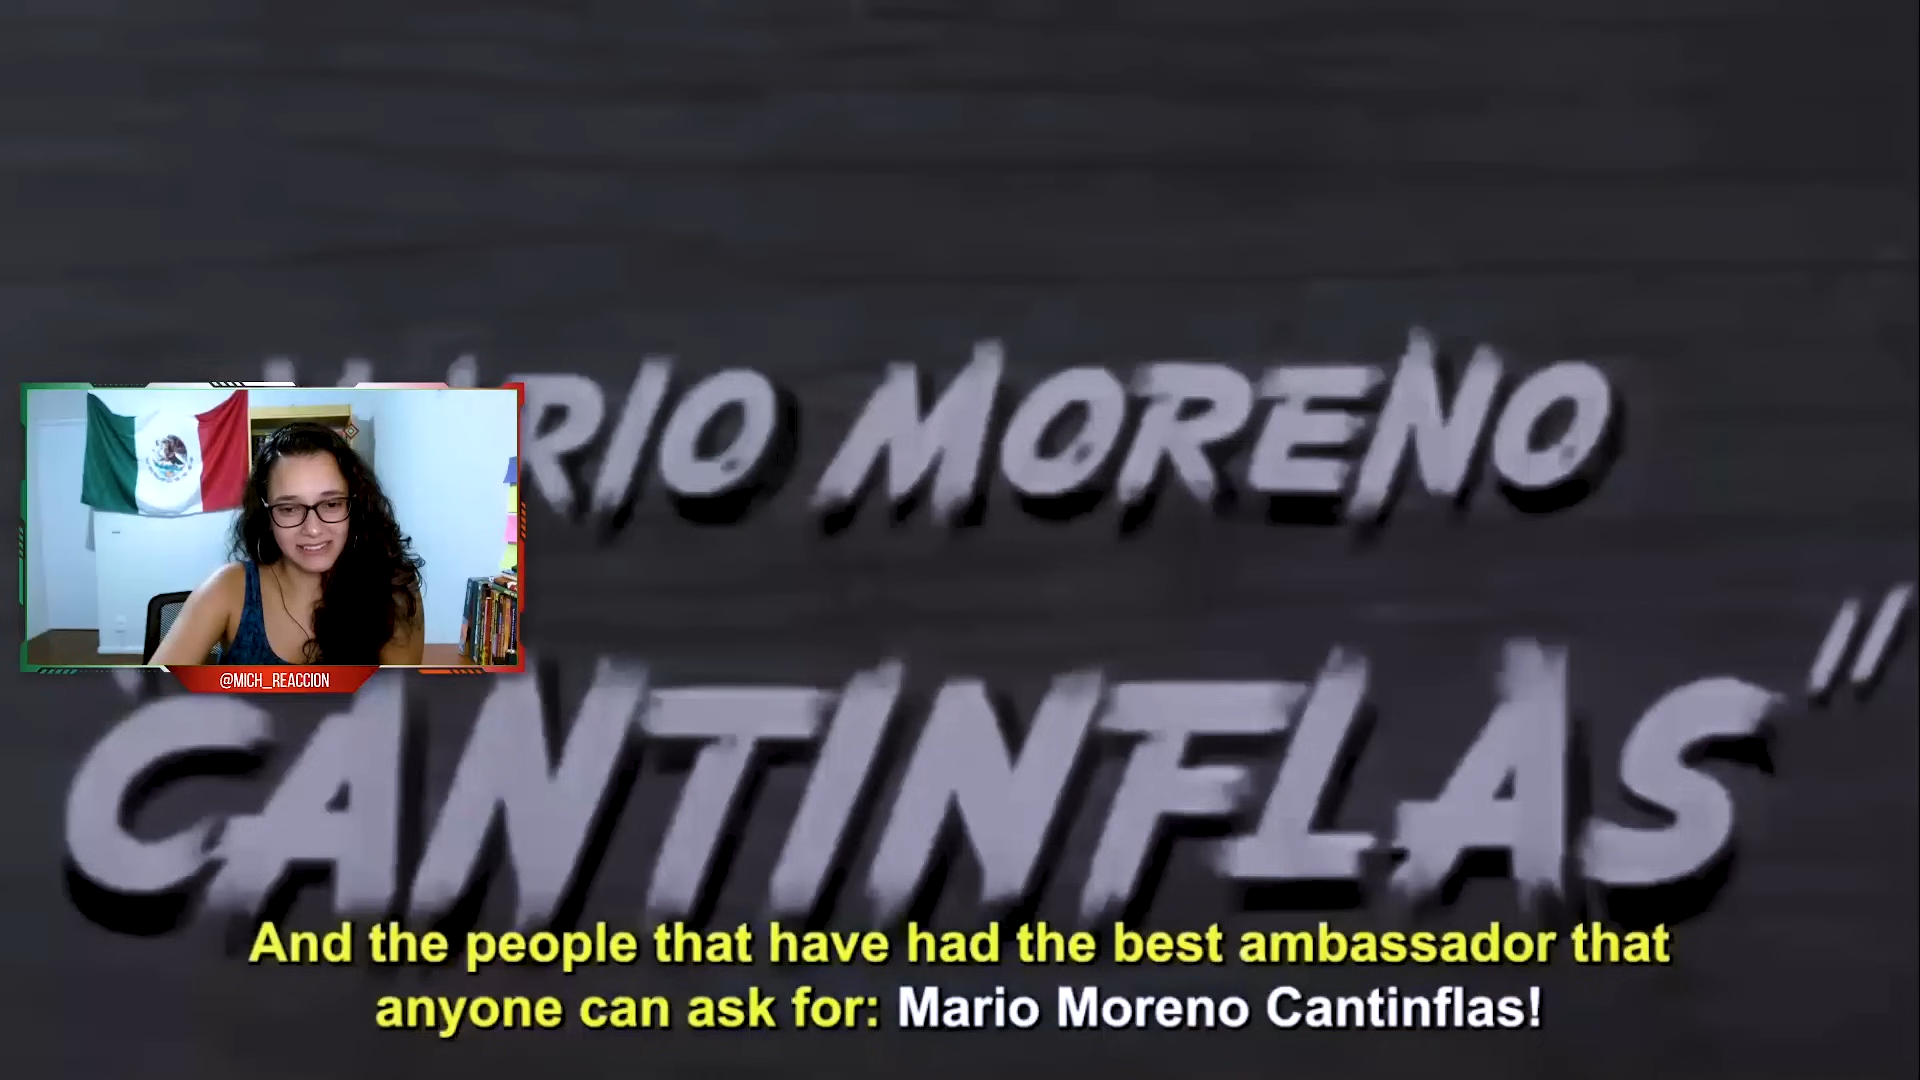 MARIO MORENO
"CANTINFLAS"
@MICH_REACCION
And the people that have had the best ambassador that
anyone can ask for: Mario Moreno Cantinflas!